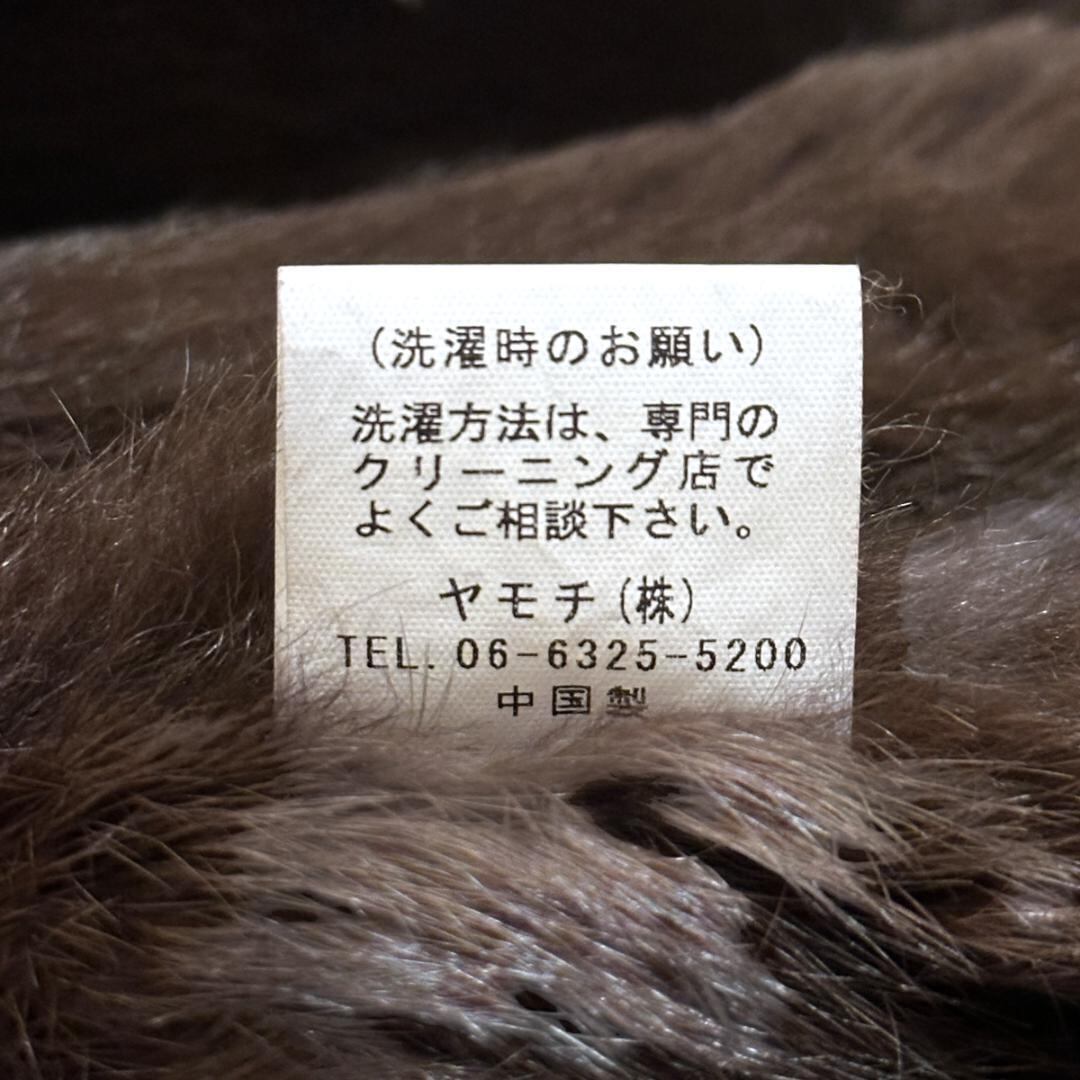 (洗濯時のお願い)
洗濯方法は、専門の
クリーニング店で
よくご相談下さい。
ヤモチ(株)
TEL. 06-6325-5200
中国製